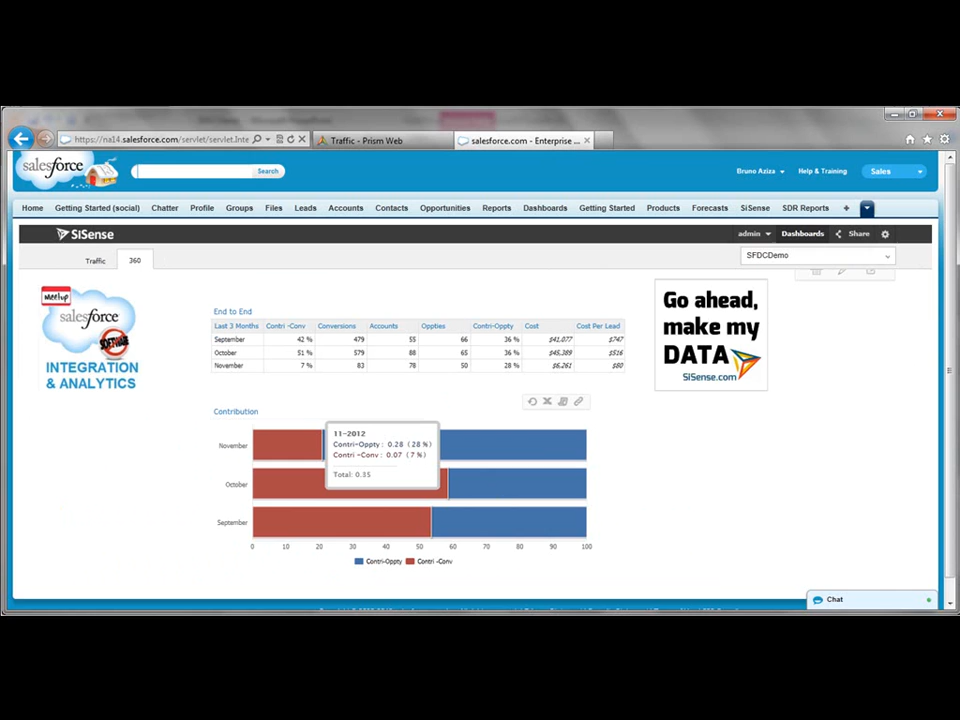 https://na14.salesforce.com/servlet/servlet.Inte
Traffic - Prism Web
salesforce.com - Enterprise ...
salesforce
Search
Bruno Aziza
Help & Training
Sales
Home Getting Started (social) Chatter Profile Groups Files Leads Accounts Contacts Opportunities Reports Dashboards Getting Started Products Forecasts SiSense SDR Reports +
SiSense
admin Dashboards Share
Traffic 360
SFDCDemo
Meetup
salesforce
SOFTWARE
INTEGRATION
& ANALYTICS
End to End
Last 3 Months Contri -Conv Conversions Accounts Oppties Contri-Oppty Cost Cost Per Lead
September 42 % 479 55 66 36 % $41,077 $747
October 51 % 579 88 65 36 % $45,389 $516
November 7 % 83 78 50 28 % $6,261 $80
Go ahead,
make my
DATA
SiSense.com
Contribution
November
11-2012
Contri-Oppty : 0.28 (28 %)
Contri -Conv : 0.07 (7 %)
Total: 0.35
October
September
0 10 20 30 40 50 60 70 80 90 100
Contri-Oppty Contri -Conv
Chat